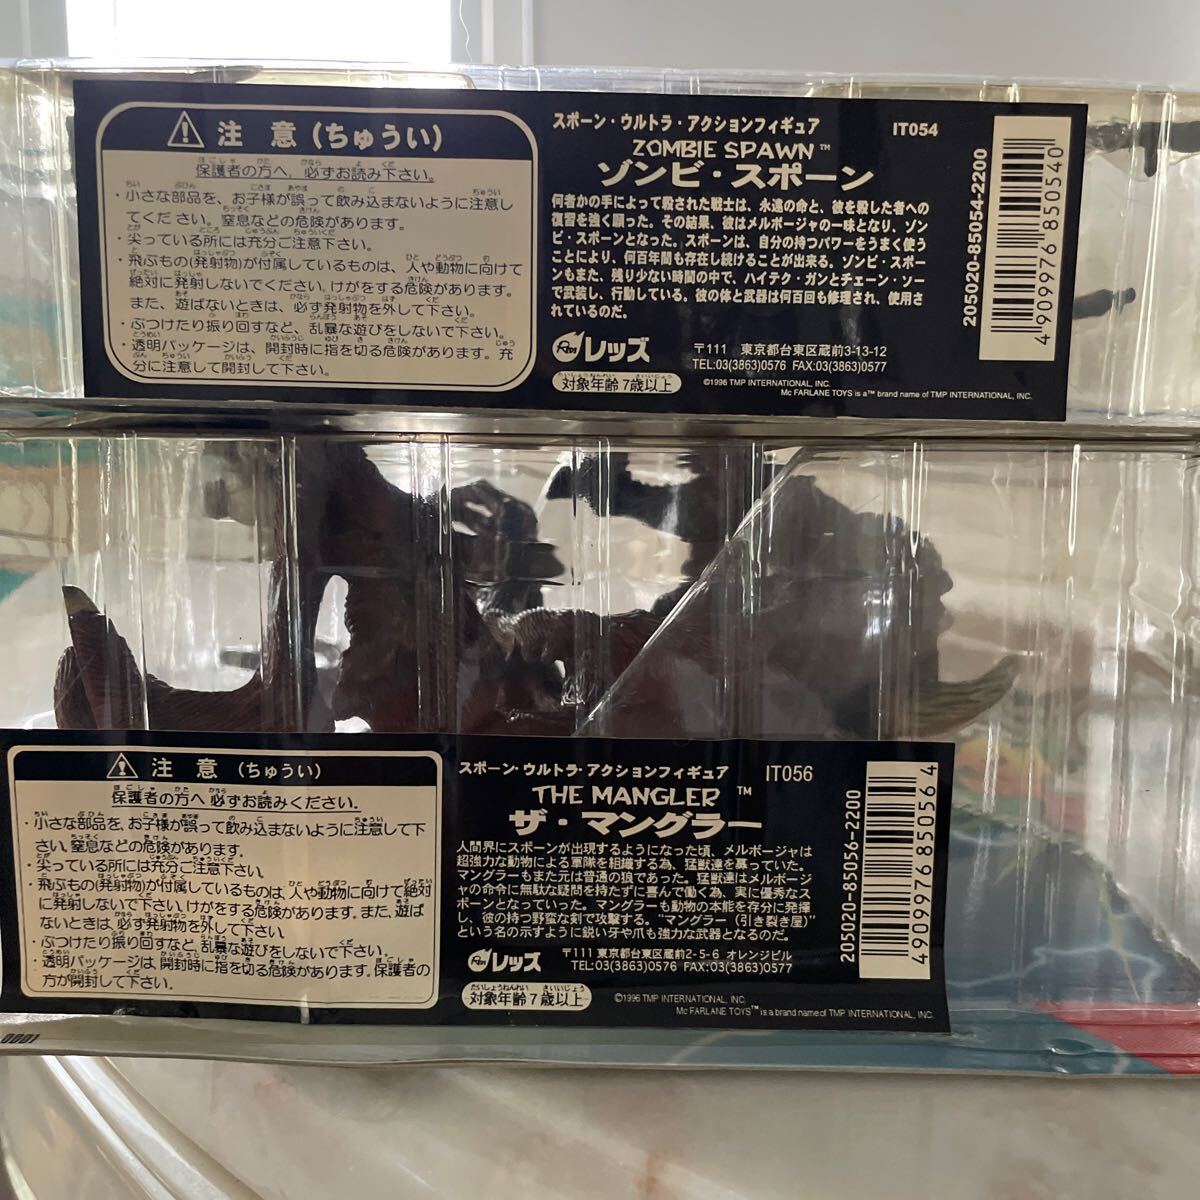 注意(ちゅうい)
保護者の方へ、必ずお読み下さい。
・小さな部品を、お子様が誤って飲み込まないように注意し
てください。窒息などの危険があります。
・尖っている所には充分ご注意下さい。
・飛ぶもの(発射物)が付属しているものは、人や動物に向けて
絶対に発射しないでください。けがをする危険があります。
また、遊ばないときは、必ず発射物を外して下さい。
・ぶつけたり振り回すなど、乱暴な遊びをしないで下さい。
・透明パッケージは、開封時に指を切る危険があります。充
分に注意して開封して下さい。
スポーン・ウルトラ・アクションフィギュア IT054
ZOMBIE SPAWN™
ゾンビ・スポーン
何者かの手によって殺された戦士は、永遠の命と、彼を殺した者への
復習を強く願った。その結果、彼はメルボージャの一味となり、ゾン
ビ・スポーンとなった。スポーンは、自分の持つパワーをうまく使う
ことにより、何百年間も存在し続けることが出来る。ゾンビ・スポー
ンもまた、残り少ない時間の中で、ハイテク・ガンとチェーン・ソー
で武装し、行動している。彼の体と武器は何百回も修理され、使用さ
れているのだ。
REDS レッズ
〒111 東京都台東区蔵前3-13-12
TEL:03(3863)0576 FAX:03(3863)0577
対象年齢7歳以上
©1996 TMP INTERNATIONAL, INC.
Mc FARLANE TOYS is a™ brand name of TMP INTERNATIONAL, INC.
205020-85054-2200
4909976850540
注意(ちゅうい)
保護者の方へ 必ずお読みください。
・小さな部品を、お子様が誤って飲み込まないように注意して下
さい。窒息などの危険があります。
・尖っている所には充分ご注意下さい。
・飛ぶもの(発射物)が付属しているものは、人や動物に向けて絶対
に発射しないで下さい。けがをする危険があります。また、遊ば
ないときは、必ず発射物を外して下さい。
・ぶつけたり振り回すなど、乱暴な遊びをしないで下さい。
・透明パッケージは、開封時に指を切る危険があります。保護者の
方が開封して下さい。
スポーン・ウルトラ・アクションフィギュア IT056
THE MANGLER ™
ザ・マングラー
人間界にスポーンが出現するようになった頃、メルボージャは
超強力な動物による軍隊を組織する為、猛獣達を募っていた。
マングラーもまた元は普通の狼であった。猛獣達はメルボージ
ャの命令に無駄な疑問を持たずに喜んで働く為、実に優秀なス
ポーンとなっていった。マングラーも動物の本能を存分に発揮
し、彼の持つ野蛮な剣で攻撃する。“マングラー(引き裂き屋)”
という名の示すように鋭い牙や爪も強力な武器となるのだ。
REDS レッズ
〒111 東京都台東区蔵前2-5-6 オレンジビル
TEL:03(3863)0576 FAX:03(3863)0577
対象年齢7歳以上
©1996 TMP INTERNATIONAL, INC.
Mc FARLANE TOYS™ is a brand name of TMP INTERNATIONAL, INC.
205020-85056-2200
4909976850564